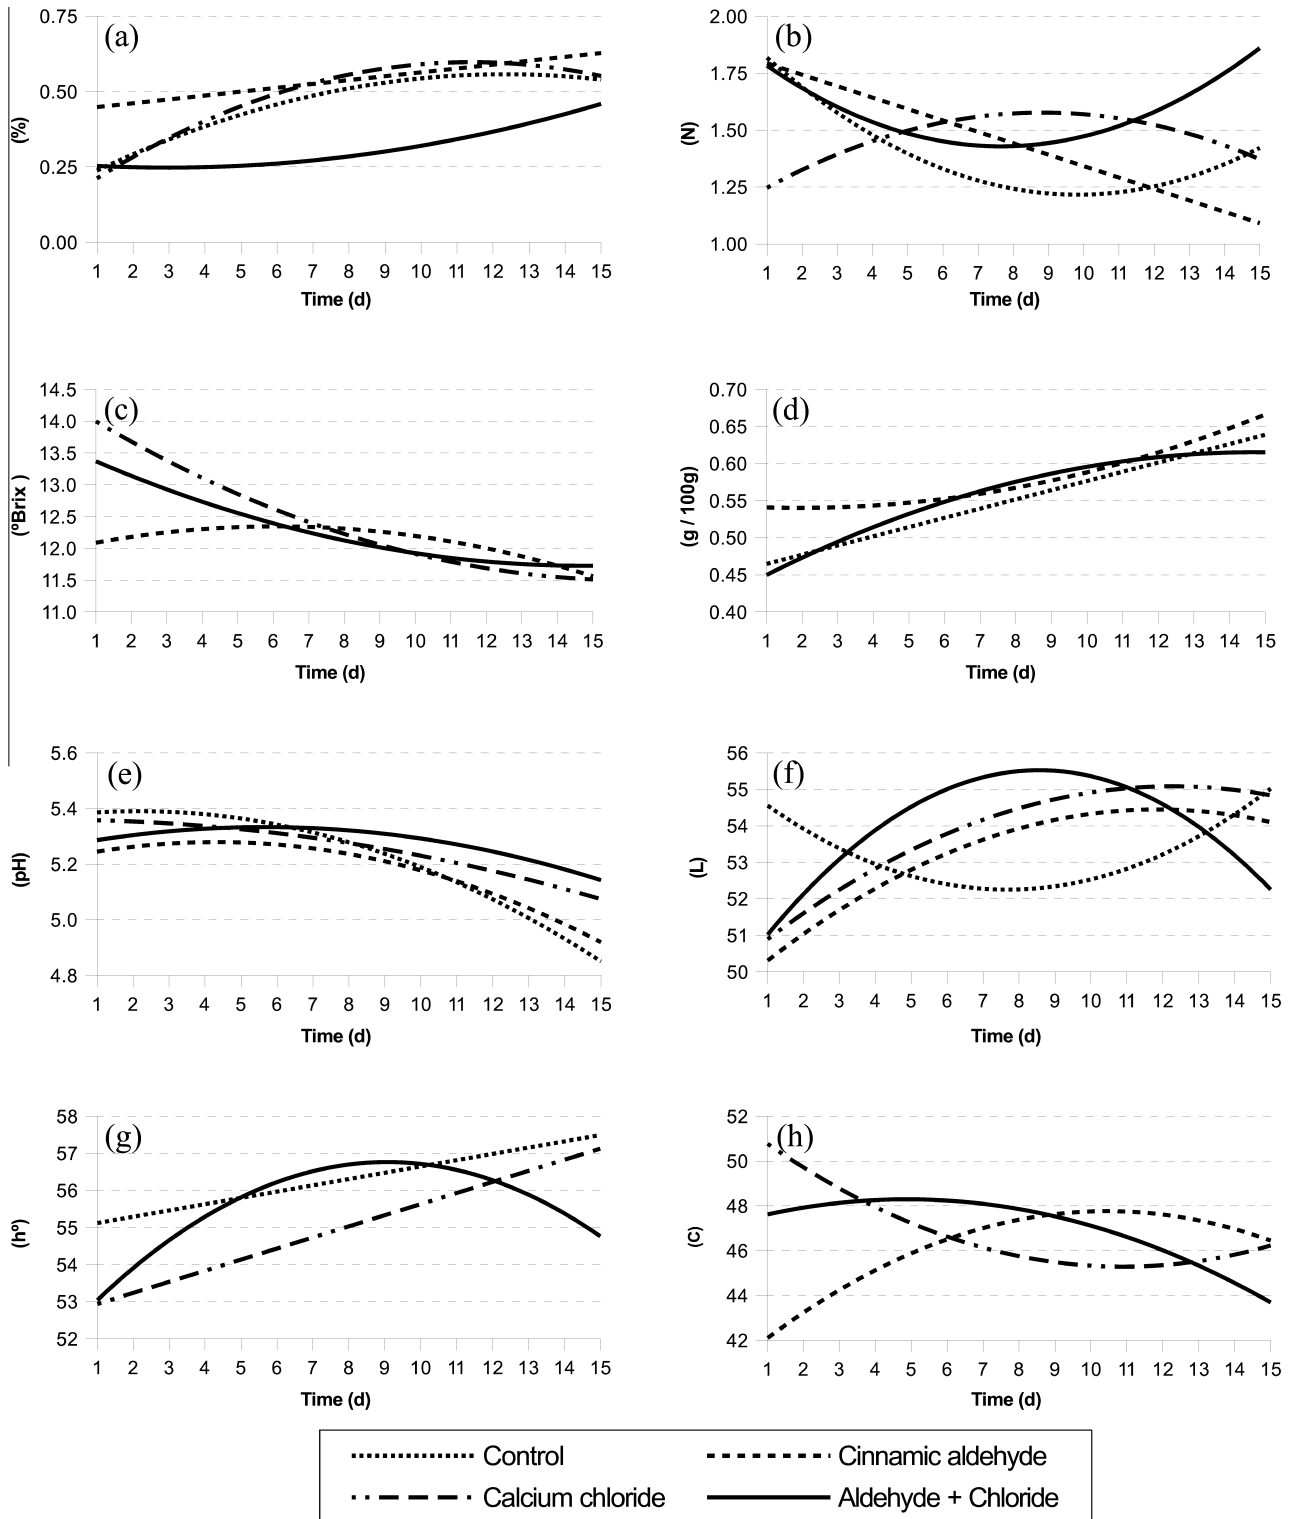 (a)
0.75
0.50
0.25
0.00
(%)
1 2 3 4 5 6 7 8 9 10 11 12 13 14 15
Time (d)
(b)
2.00
1.75
1.50
1.25
1.00
(N)
1 2 3 4 5 6 7 8 9 10 11 12 13 14 15
Time (d)
(c)
14.5
14.0
13.5
13.0
12.5
12.0
11.5
11.0
(ºBrix )
1 2 3 4 5 6 7 8 9 10 11 12 13 14 15
Time (d)
(d)
0.70
0.65
0.60
0.55
0.50
0.45
0.40
(g / 100g)
1 2 3 4 5 6 7 8 9 10 11 12 13 14 15
Time (d)
(e)
5.6
5.4
5.2
5.0
4.8
(pH)
1 2 3 4 5 6 7 8 9 10 11 12 13 14 15
Time (d)
(f)
56
55
54
53
52
51
50
(L)
1 2 3 4 5 6 7 8 9 10 11 12 13 14 15
Time (d)
(g)
58
57
56
55
54
53
52
(hº)
1 2 3 4 5 6 7 8 9 10 11 12 13 14 15
Time (d)
(h)
52
50
48
46
44
42
(C)
1 2 3 4 5 6 7 8 9 10 11 12 13 14 15
Time (d)
Control
Cinnamic aldehyde
Calcium chloride
Aldehyde + Chloride